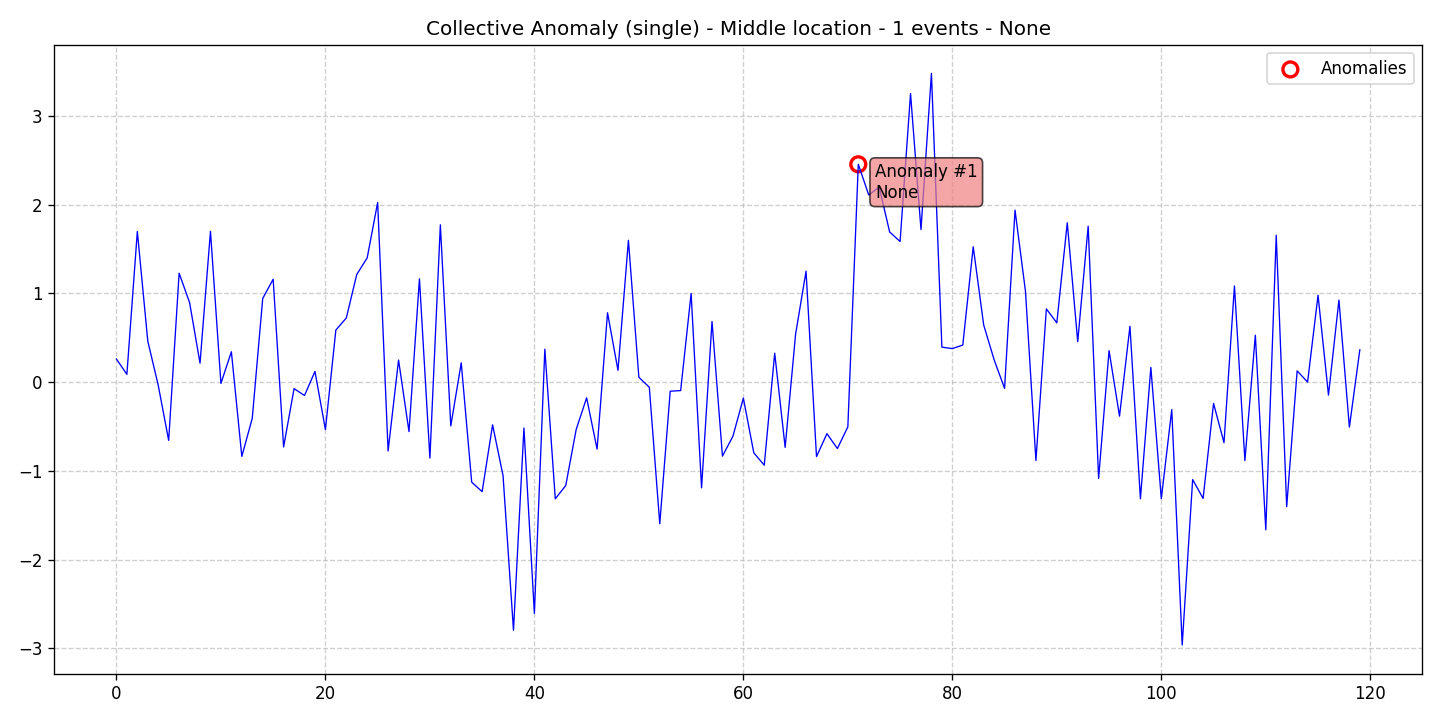 Collective Anomaly (single) - Middle location - 1 events - None
Anomalies
Anomaly #1
None
3
2
1
0
−1
−2
−3
0 20 40 60 80 100 120